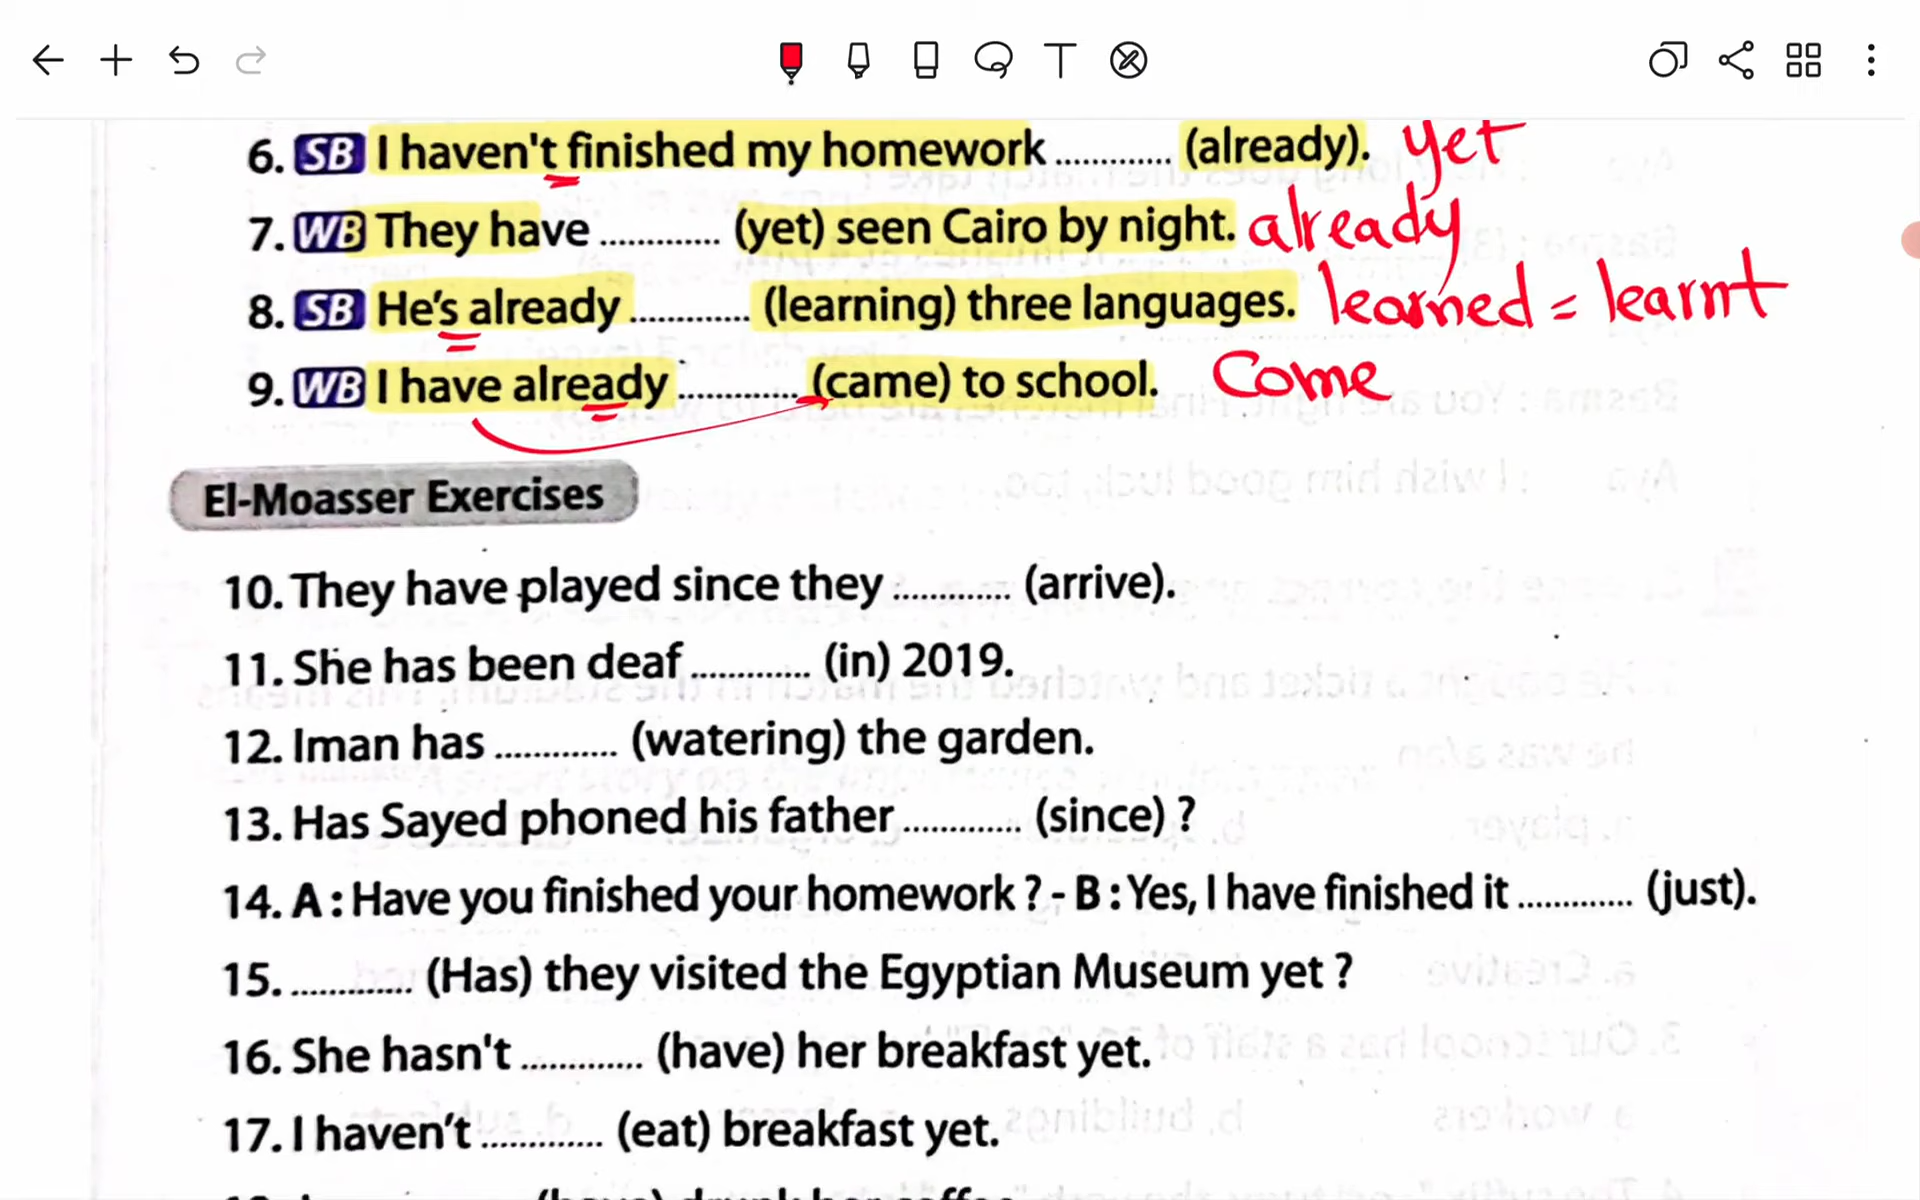 6. SB I haven't finished my homework ............ (already). yet
7. WB They have ............ (yet) seen Cairo by night. already
8. SB He's already ............ (learning) three languages. learned = learnt
9. WB I have already ............ (came) to school. Come
El-Moasser Exercises
10. They have played since they ............ (arrive).
11. She has been deaf ............ (in) 2019.
12. Iman has ............ (watering) the garden.
13. Has Sayed phoned his father ............ (since) ?
14. A : Have you finished your homework ? - B : Yes, I have finished it ............ (just).
15. ............ (Has) they visited the Egyptian Museum yet ?
16. She hasn't ............ (have) her breakfast yet.
17. I haven't ............ (eat) breakfast yet.